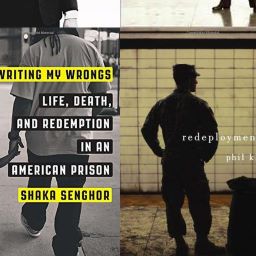 WRITING MY WRONGS
LIFE, DEATH,
AND REDEMPTION
IN AN
AMERICAN PRISON
SHAKA SENGHOR
redeploymen
phil k